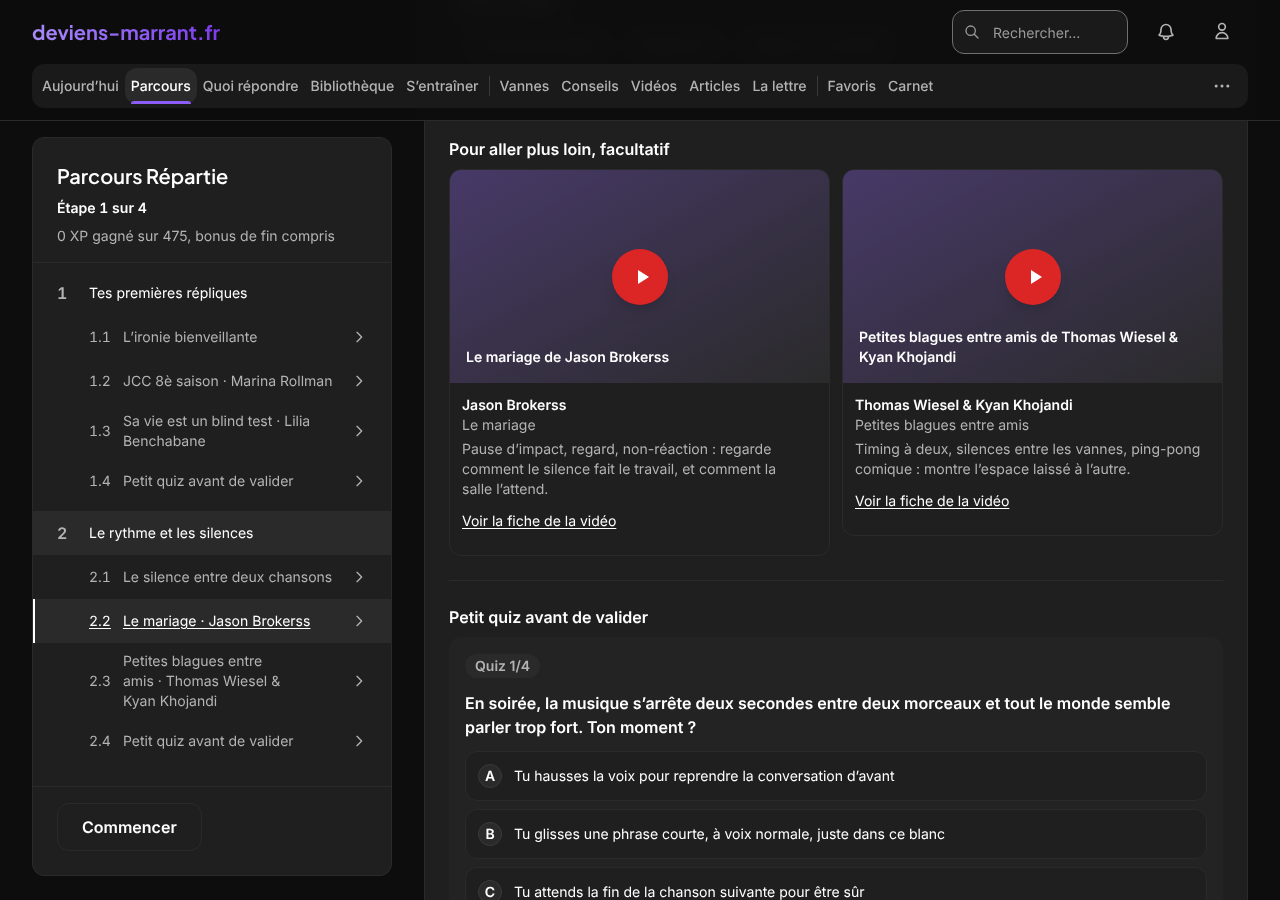 deviens-marrant.fr
Rechercher...
Aujourd’hui Parcours Quoi répondre Bibliothèque S’entraîner Vannes Conseils Vidéos Articles La lettre Favoris Carnet
Parcours Répartie
Étape 1 sur 4
0 XP gagné sur 475, bonus de fin compris
1 Tes premières répliques
1.1 L’ironie bienveillante
1.2 JCC 8è saison · Marina Rollman
1.3 Sa vie est un blind test · Lilia
Benchabane
1.4 Petit quiz avant de valider
2 Le rythme et les silences
2.1 Le silence entre deux chansons
2.2 Le mariage · Jason Brokerss
2.3 Petites blagues entre
amis · Thomas Wiesel &
Kyan Khojandi
2.4 Petit quiz avant de valider
Commencer
Pour aller plus loin, facultatif
Le mariage de Jason Brokerss
Jason Brokerss
Le mariage
Pause d’impact, regard, non-réaction : regarde
comment le silence fait le travail, et comment la
salle l’attend.
Voir la fiche de la vidéo
Petites blagues entre amis de Thomas Wiesel &
Kyan Khojandi
Thomas Wiesel & Kyan Khojandi
Petites blagues entre amis
Timing à deux, silences entre les vannes, ping-pong
comique : montre l’espace laissé à l’autre.
Voir la fiche de la vidéo
Petit quiz avant de valider
Quiz 1/4
En soirée, la musique s’arrête deux secondes entre deux morceaux et tout le monde semble
parler trop fort. Ton moment ?
A Tu hausses la voix pour reprendre la conversation d’avant
B Tu glisses une phrase courte, à voix normale, juste dans ce blanc
C Tu attends la fin de la chanson suivante pour être sûr